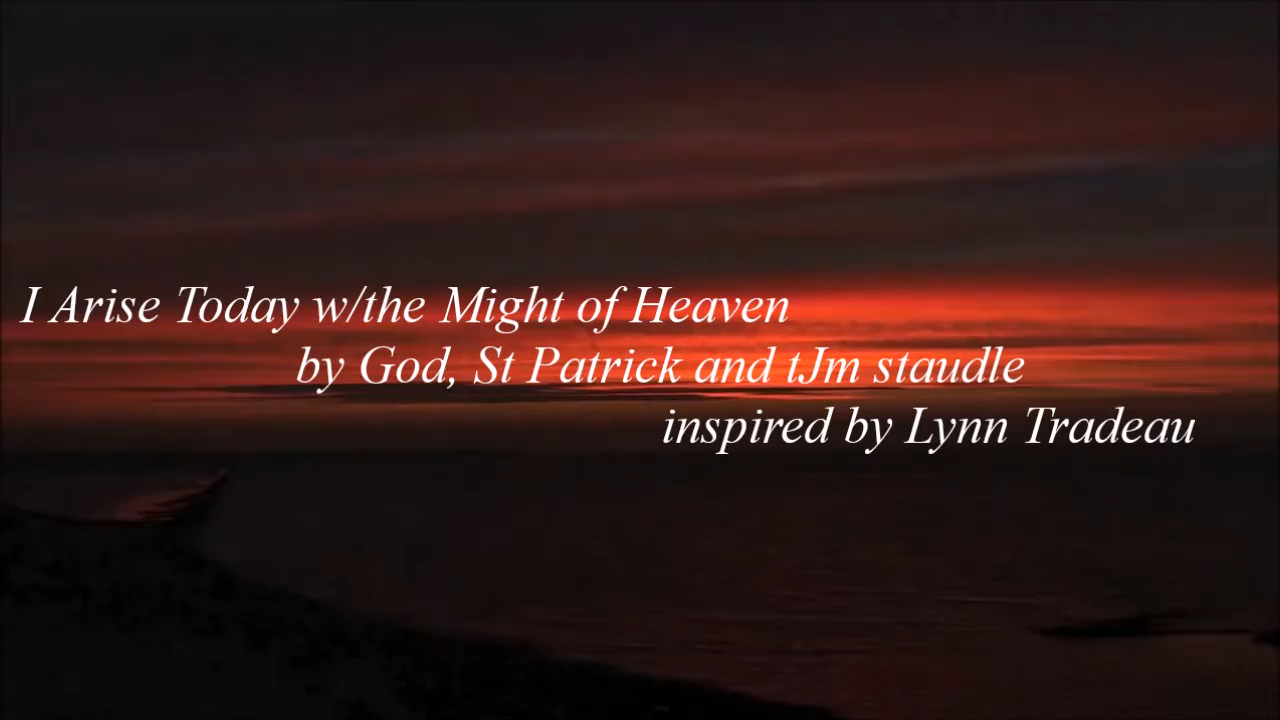 I Arise Today w/the Might of Heaven
by God, St Patrick and tJm staudle
inspired by Lynn Tradeau